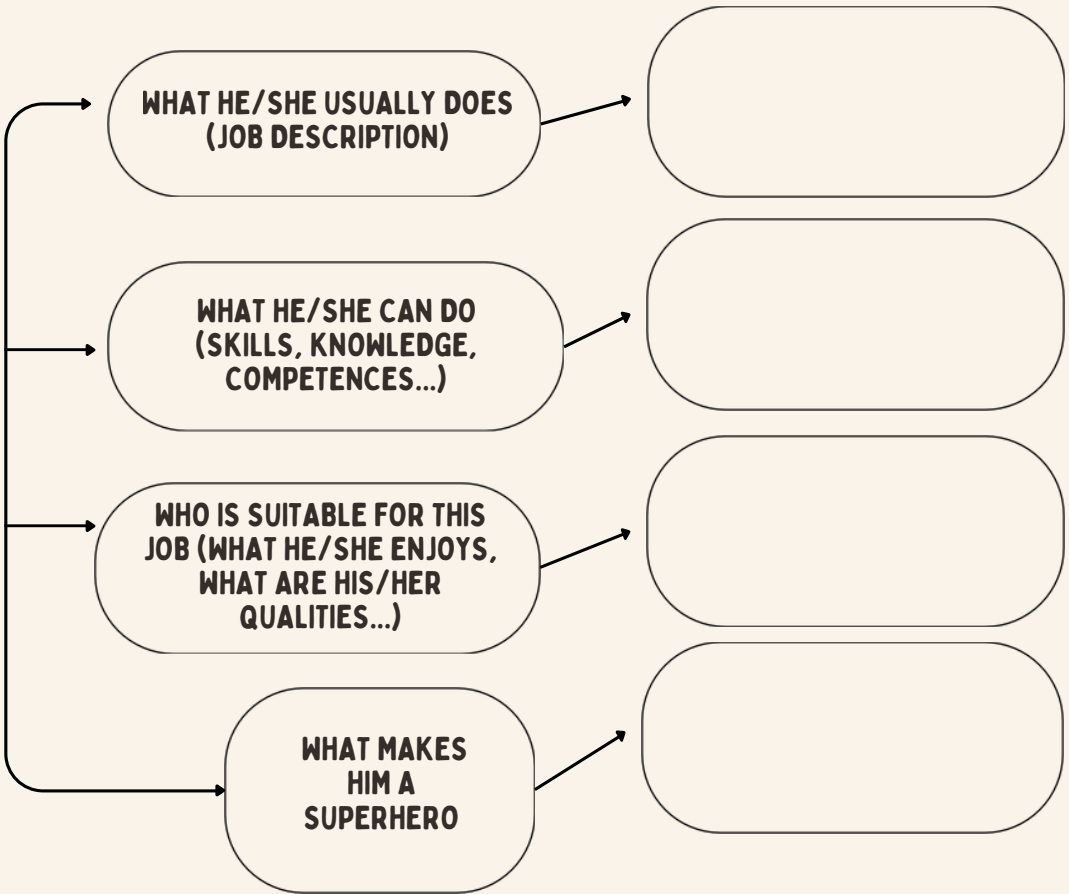 WHAT HE/SHE USUALLY DOES
(JOB DESCRIPTION)
WHAT HE/SHE CAN DO
(SKILLS, KNOWLEDGE,
COMPETENCES...)
WHO IS SUITABLE FOR THIS
JOB (WHAT HE/SHE ENJOYS,
WHAT ARE HIS/HER
QUALITIES...)
WHAT MAKES
HIM A
SUPERHERO